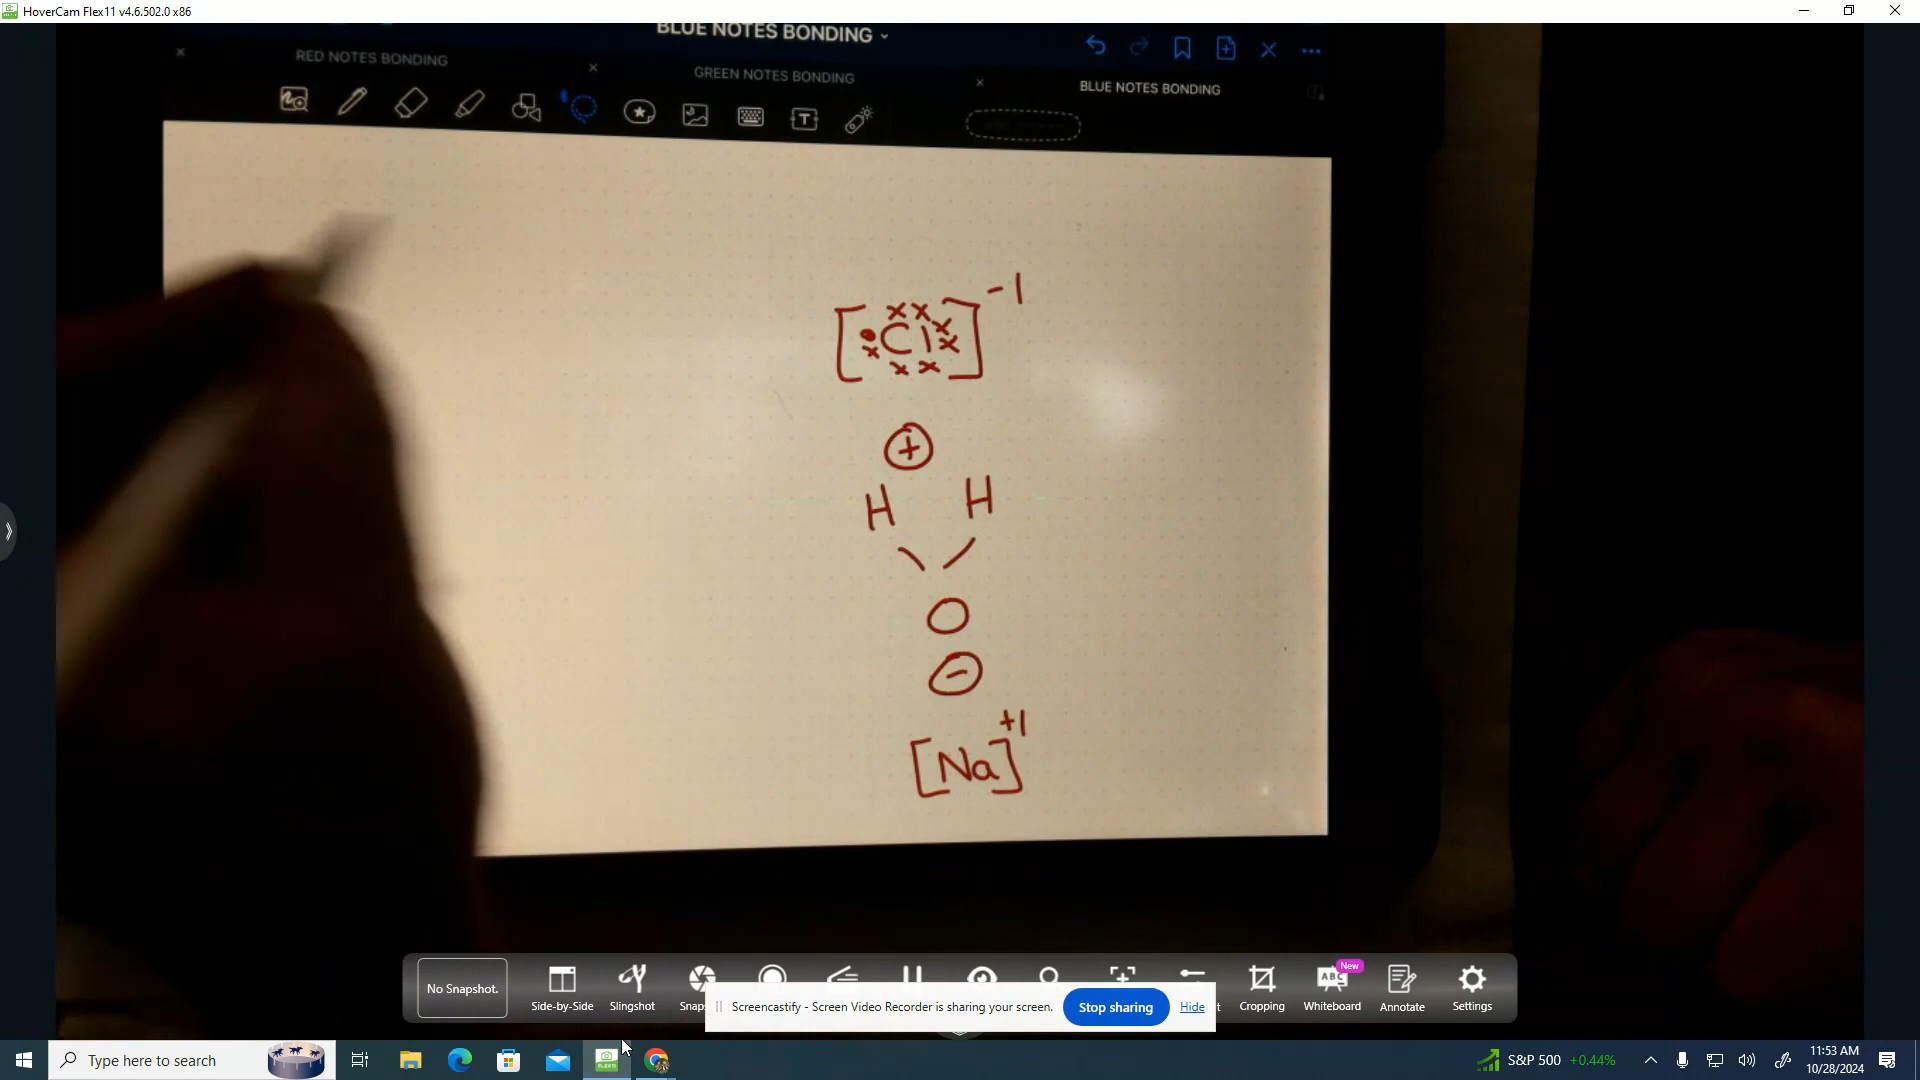 HoverCam Flex11 v4.6.502.0 x86
BLUE NOTES BONDING
RED NOTES BONDING
GREEN NOTES BONDING
BLUE NOTES BONDING
T
-1
[Cl]
+
H H
O
-
+1
[Na]
No Snapshot.
Side-by-Side
Slingshot
Snaps
Screencastify - Screen Video Recorder is sharing your screen.
Stop sharing
Hide
t
Cropping
New
ABC
Whiteboard
Annotate
Settings
Type here to search
FLEX11
S&P 500 +0.44%
11:53 AM
10/28/2024